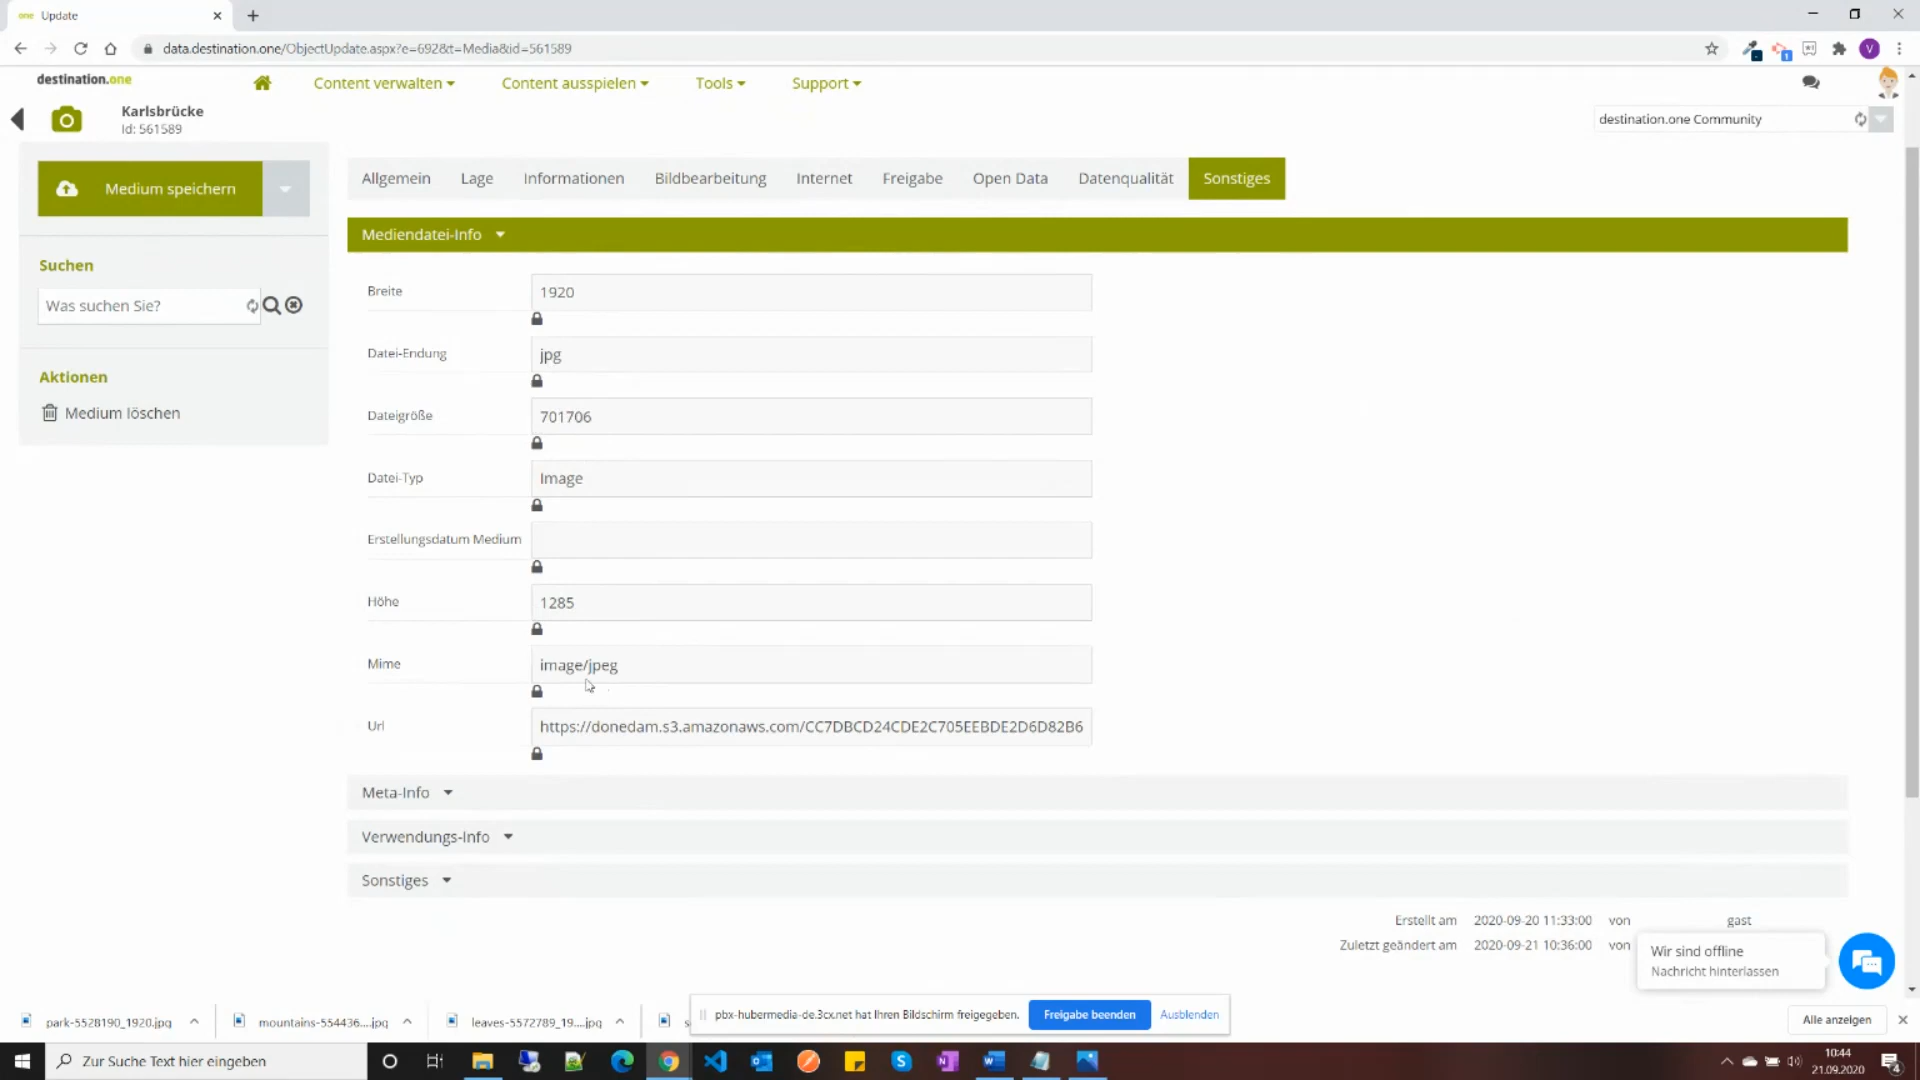 one Update
data.destination.one/ObjectUpdate.aspx?e=692&t=Media&id=561589
V
destination.one
Content verwalten
Content ausspielen
Tools
Support
Karlsbrücke
Id: 561589
destination.one Community
Medium speichern
Allgemein
Lage
Informationen
Bildbearbeitung
Internet
Freigabe
Open Data
Datenqualität
Sonstiges
Mediendatei-Info
Suchen
Was suchen Sie?
Aktionen
Medium löschen
Breite
1920
Datei-Endung
jpg
Dateigröße
701706
Datei-Typ
Image
Erstellungsdatum Medium
Höhe
1285
Mime
image/jpeg
Url
https://donedam.s3.amazonaws.com/CC7DBCD24CDE2C705EEBDE2D6D82B6
Meta-Info
Verwendungs-Info
Sonstiges
Erstellt am 2020-09-20 11:33:00 von gast
Zuletzt geändert am 2020-09-21 10:36:00 von
Wir sind offline
Nachricht hinterlassen
park-5528190_1920.jpg
mountains-554436....jpg
leaves-5572789_19....jpg
pbx-hubermedia-de.3cx.net hat Ihren Bildschirm freigegeben.
Freigabe beenden
Ausblenden
Alle anzeigen
Zur Suche Text hier eingeben
10:44
21.09.2020
4